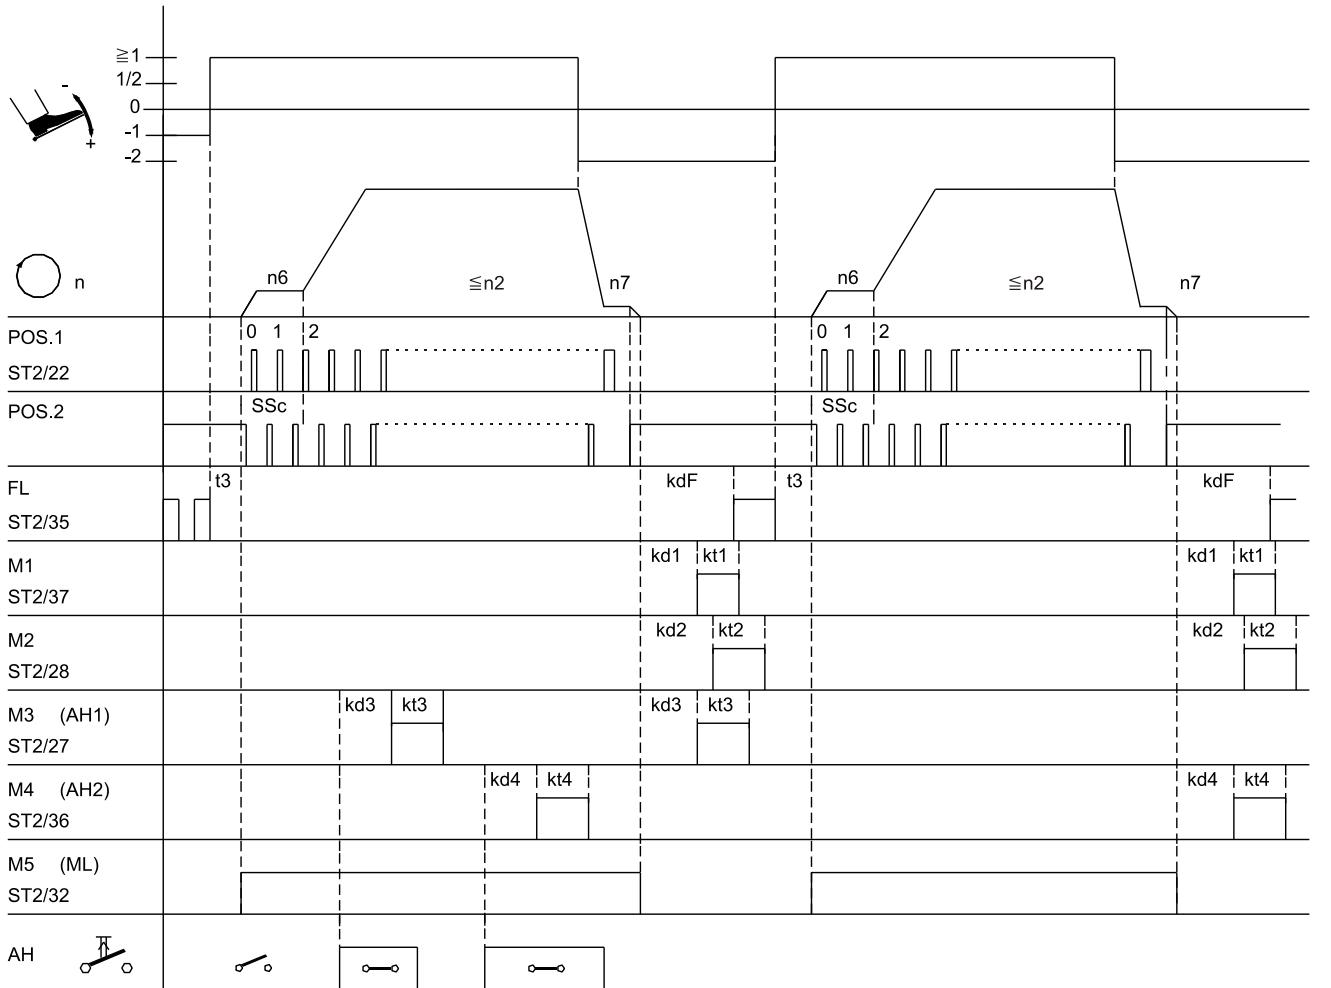 ≧1
1/2
0
-1
-2
-
+
n
n6
≦n2
n7
n6
≦n2
n7
POS.1
0 1 2
0 1 2
ST2/22
POS.2
SSc
SSc
FL
t3
kdF
t3
kdF
ST2/35
M1
kd1 kt1
kd1 kt1
ST2/37
M2
kd2 kt2
kd2 kt2
ST2/28
M3 (AH1)
kd3 kt3
kd3 kt3
ST2/27
M4 (AH2)
kd4 kt4
kd4 kt4
ST2/36
M5 (ML)
ST2/32
AH